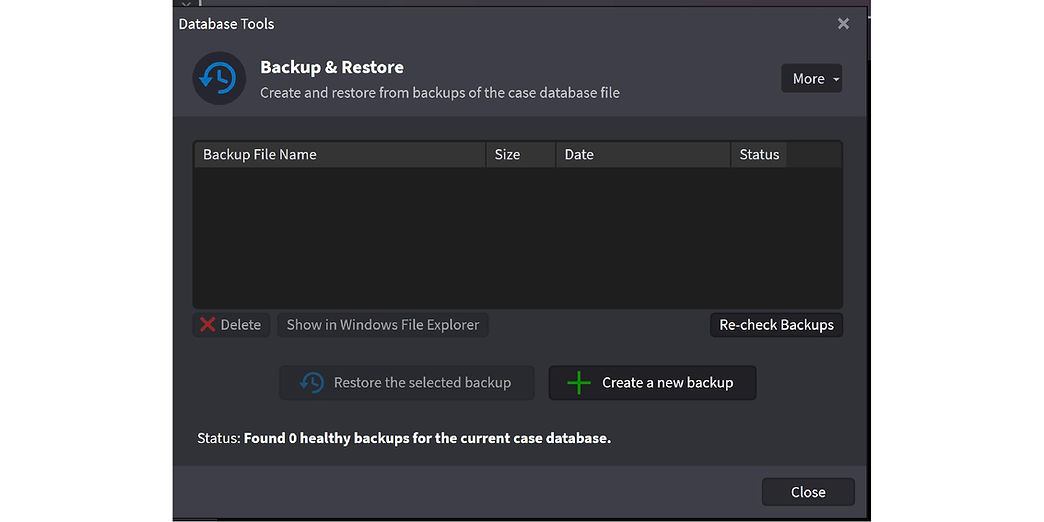 Database Tools
Backup & Restore
More
Create and restore from backups of the case database file
Backup File Name Size Date Status
Delete Show in Windows File Explorer Re-check Backups
Restore the selected backup Create a new backup
Status: Found 0 healthy backups for the current case database.
Close